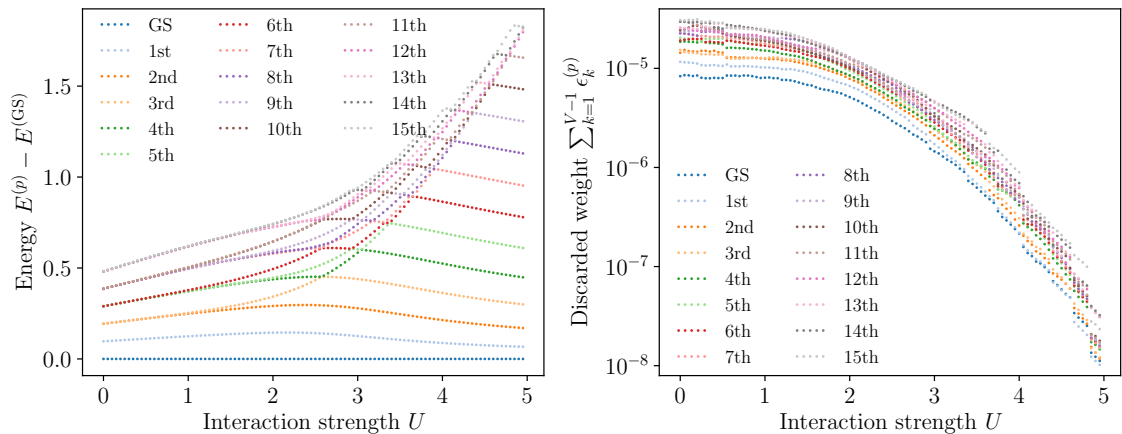 Energy E^{(p)} − E^{(GS)}
0.0
0.5
1.0
1.5
GS
1st
2nd
3rd
4th
5th
6th
7th
8th
9th
10th
11th
12th
13th
14th
15th
0 1 2 3 4 5
Interaction strength U
Discarded weight ∑_{k=1}^{V−1} ϵ_k^{(p)}
10^{−5}
10^{−6}
10^{−7}
10^{−8}
GS
1st
2nd
3rd
4th
5th
6th
7th
8th
9th
10th
11th
12th
13th
14th
15th
0 1 2 3 4 5
Interaction strength U